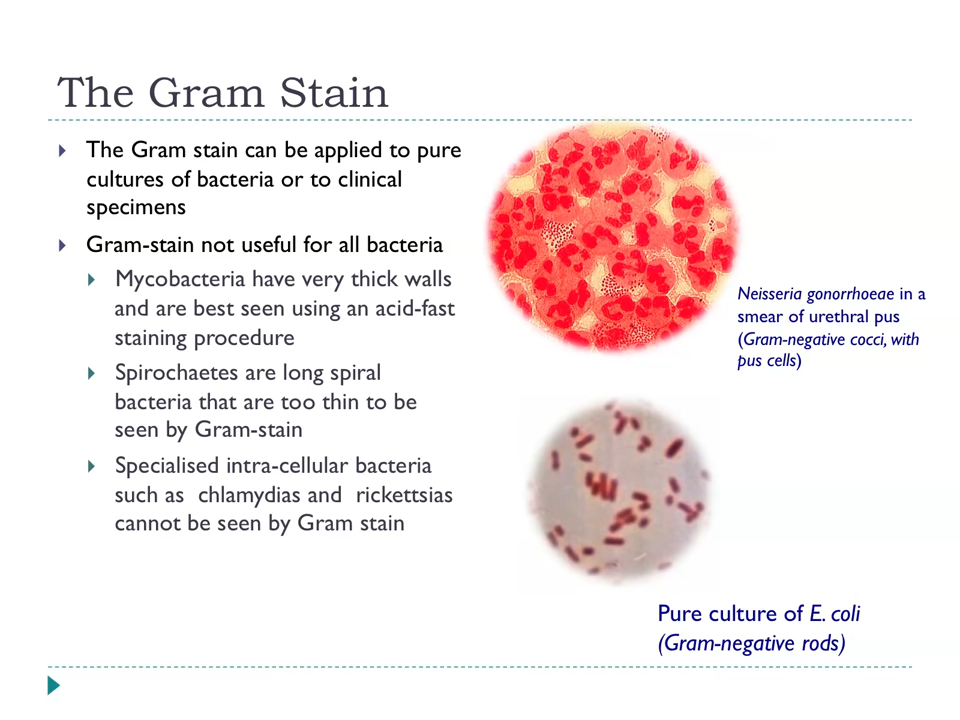 The Gram Stain
The Gram stain can be applied to pure
cultures of bacteria or to clinical
specimens
Gram-stain not useful for all bacteria
Mycobacteria have very thick walls
and are best seen using an acid-fast
staining procedure
Spirochaetes are long spiral
bacteria that are too thin to be
seen by Gram-stain
Specialised intra-cellular bacteria
such as  chlamydias and  rickettsias
cannot be seen by Gram stain
Neisseria gonorrhoeae in a
smear of urethral pus
(Gram-negative cocci, with
pus cells)
Pure culture of E. coli
(Gram-negative rods)